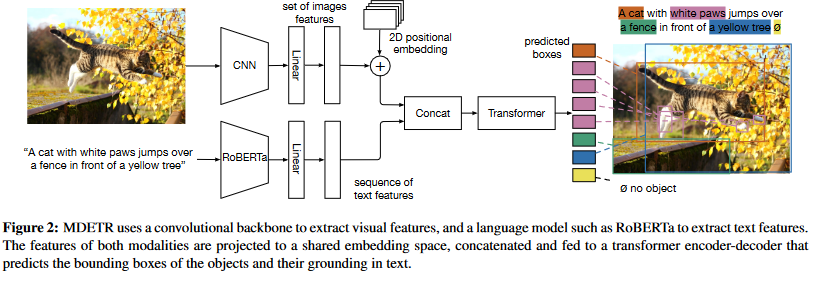 set of images
features
2D positional
embedding
CNN
Linear
+
predicted
boxes
A cat with white paws jumps over
a fence in front of a yellow tree ø
Concat
Transformer
"A cat with white paws jumps over
a fence in front of a yellow tree"
RoBERTa
Linear
sequence of
text features
ø no object
Figure 2: MDETR uses a convolutional backbone to extract visual features, and a language model such as RoBERTa to extract text features.
The features of both modalities are projected to a shared embedding space, concatenated and fed to a transformer encoder-decoder that
predicts the bounding boxes of the objects and their grounding in text.